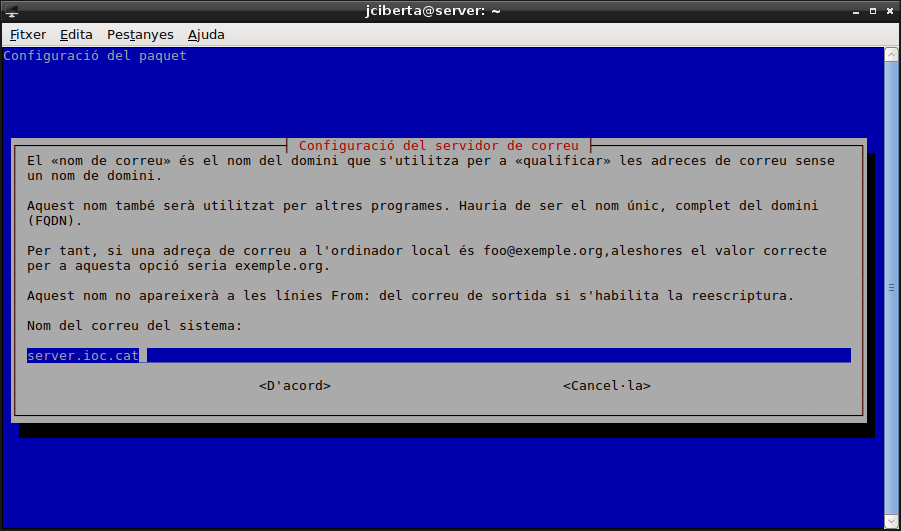 jciberta@server: ~
Fitxer Edita Pestanyes Ajuda
Configuració del paquet
Configuració del servidor de correu
El «nom de correu» és el nom del domini que s'utilitza per a «qualificar» les adreces de correu sense
un nom de domini.
Aquest nom també serà utilitzat per altres programes. Hauria de ser el nom únic, complet del domini
(FQDN).
Per tant, si una adreça de correu a l'ordinador local és foo@exemple.org,aleshores el valor correcte
per a aquesta opció seria exemple.org.
Aquest nom no apareixerà a les línies From: del correu de sortida si s'habilita la reescriptura.
Nom del correu del sistema:
server.ioc.cat
<D'acord> <Cancel·la>